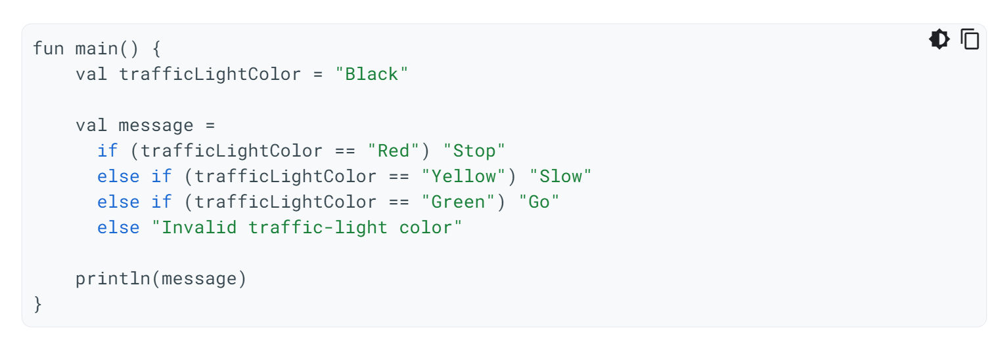 fun main() {
    val trafficLightColor = "Black"

    val message =
      if (trafficLightColor == "Red") "Stop"
      else if (trafficLightColor == "Yellow") "Slow"
      else if (trafficLightColor == "Green") "Go"
      else "Invalid traffic-light color"

    println(message)
}